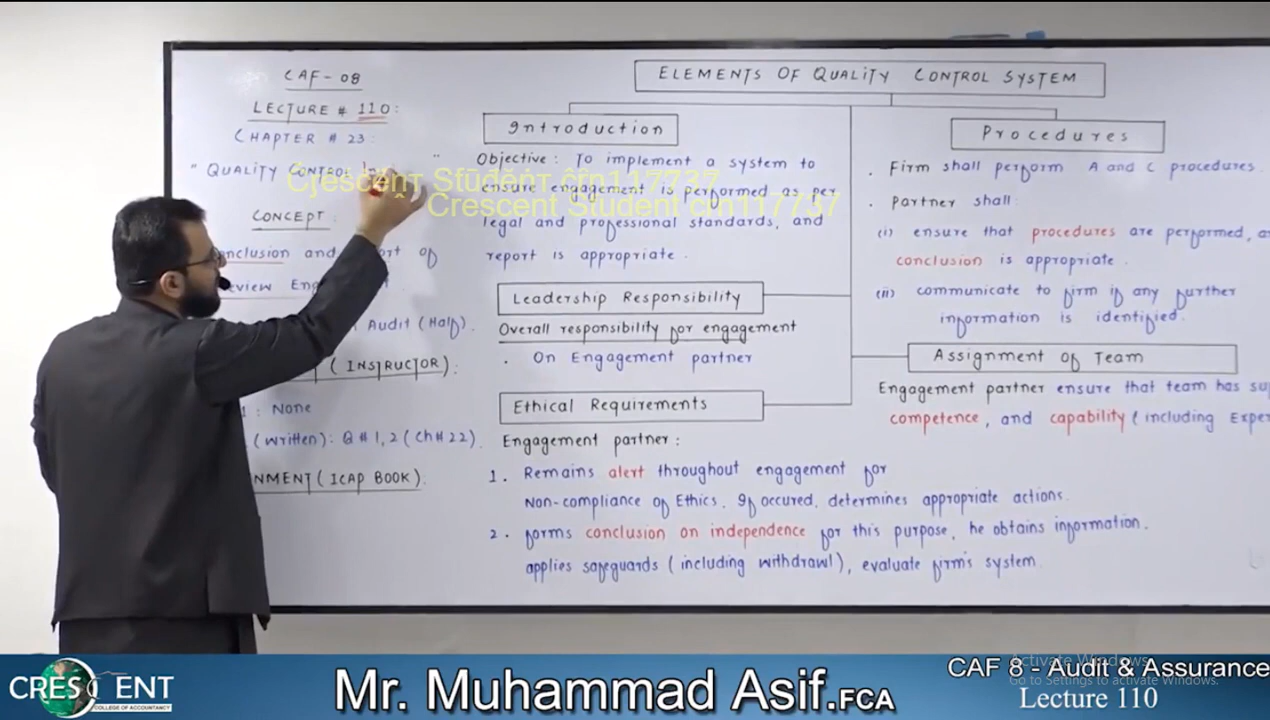 CAF-08
LECTURE # 110:
CHAPTER # 23:
" QUALITY CONTROL "
CONCEPT :
and of
Eng
Audit (Half).
(INSTRUCTOR):
1: None
(Written): Q # 1,2 (Ch# 22).
NMENT (ICAP BOOK).
ELEMENTS OF QUALITY CONTROL SYSTEM
Introduction
Objective: To implement a system to
ensure engagement is performed as per
legal and professional standards, and
report is appropriate.
Leadership Responsibility
Overall responsibility for engagement
. On Engagement partner
Ethical Requirements
Engagement partner:
1. Remains alert throughout engagement for
Non-compliance of Ethics. If occured, determines appropriate actions.
2. forms conclusion on independence for this purpose, he obtains information.
applies safeguards (including withdrawl), evaluate firm's system
Procedures
. Firm shall perform A and C procedures.
. Partner shall:
(i) ensure that procedures are performed, a
conclusion is appropriate.
(ii) communicate to firm if any further
information is identified.
Assignment of Team
Engagement partner ensure that team has su
competence, and capability (including Exper
Crescent Student crn117737
Crescent Student crn117737
CRESCENT
COLLEGE OF ACCOUNTANCY
Mr. Muhammad Asif.FCA
CAF 8 - Audit & Assurance
Lecture 110
Activate Windows
Go to Settings to activate Windows.